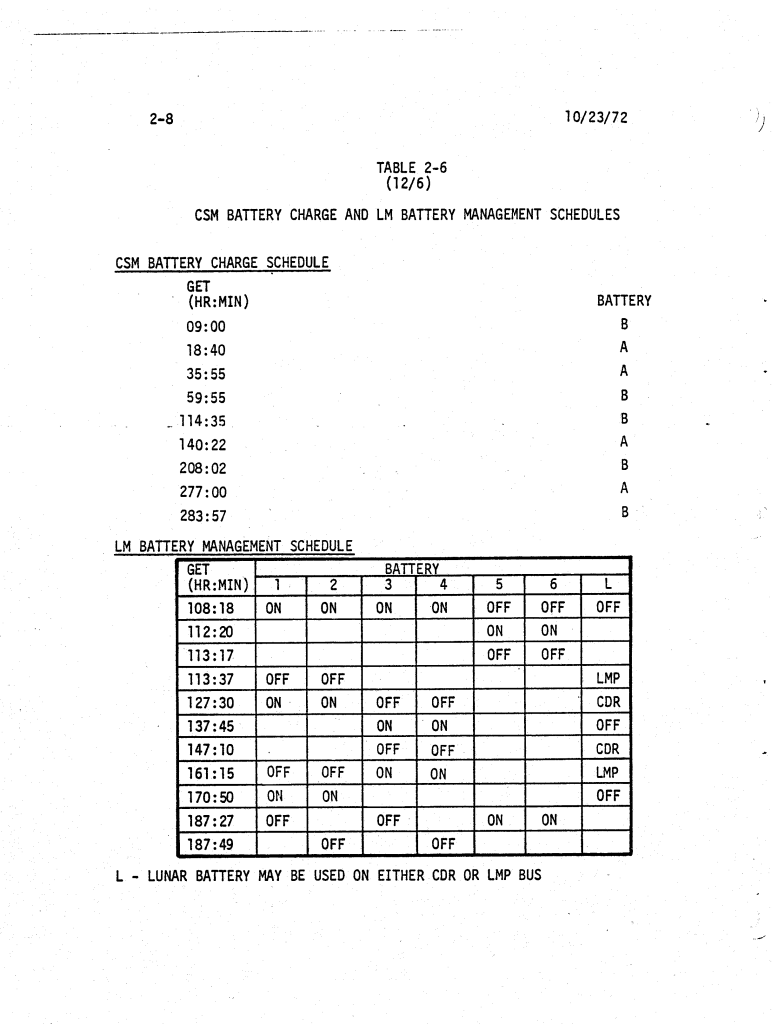 2-8 10/23/72
TABLE 2-6
(12/6)
CSM BATTERY CHARGE AND LM BATTERY MANAGEMENT SCHEDULES
CSM BATTERY CHARGE SCHEDULE
GET
(HR:MIN) BATTERY
09:00 B
18:40 A
35:55 A
59:55 B
114:35 B
140:22 A
208:02 B
277:00 A
283:57 B
LM BATTERY MANAGEMENT SCHEDULE
GET BATTERY
(HR:MIN) 1 2 3 4 5 6 L
108:18 ON ON ON ON OFF OFF OFF
112:20 ON ON
113:17 OFF OFF
113:37 OFF OFF LMP
127:30 ON ON OFF OFF CDR
137:45 ON ON OFF
147:10 OFF OFF CDR
161:15 OFF OFF ON ON LMP
170:50 ON ON OFF
187:27 OFF OFF ON ON
187:49 OFF OFF
L - LUNAR BATTERY MAY BE USED ON EITHER CDR OR LMP BUS